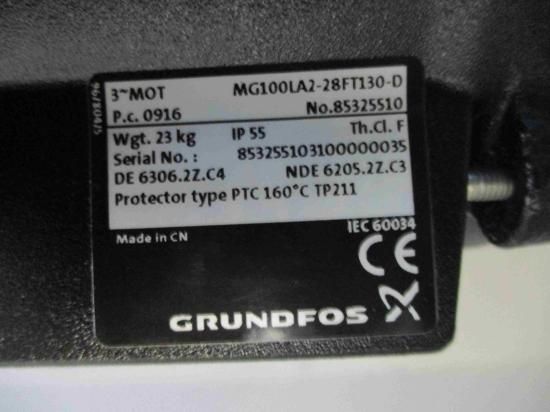 3~MOT MG100LA2-28FT130-D
P.c. 0916 No.85325510
Wgt. 23 kg IP 55 Th.Cl. F
Serial No. : 853255103100000035
DE 6306.2Z.C4 NDE 6205.2Z.C3
Protector type PTC 160°C TP211
IEC 60034
Made in CN
CE
GRUNDFOS